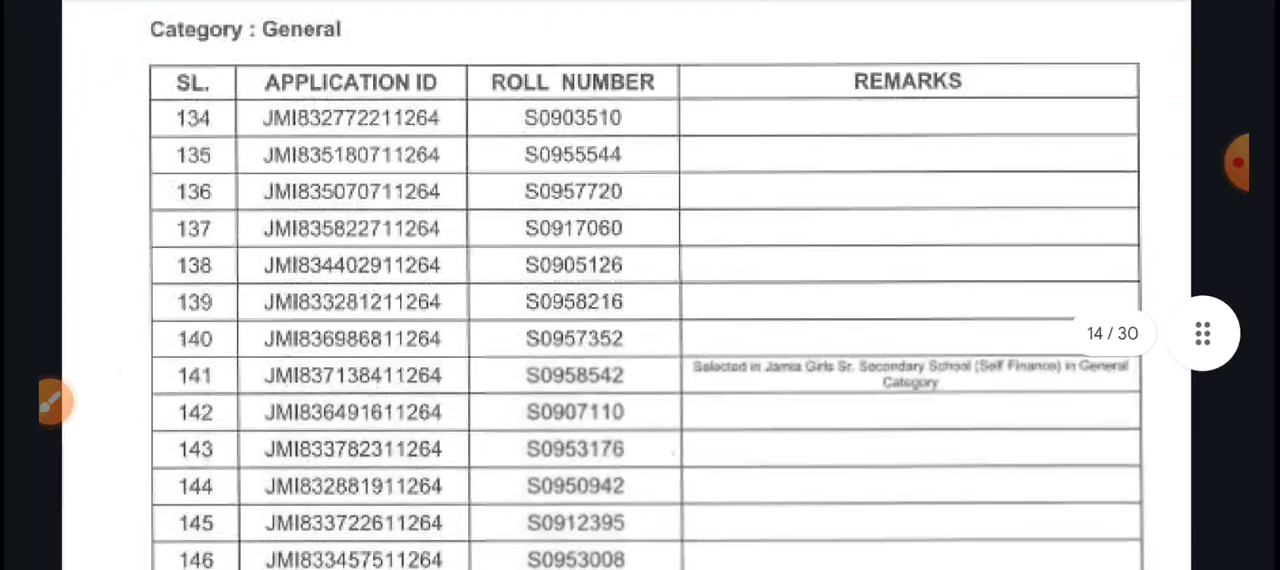 Category : General
SL. APPLICATION ID ROLL NUMBER REMARKS
134 JMI832772211264 S0903510
135 JMI835180711264 S0955544
136 JMI835070711264 S0957720
137 JMI835822711264 S0917060
138 JMI834402911264 S0905126
139 JMI833281211264 S0958216
140 JMI836986811264 S0957352
14 / 30
141 JMI837138411264 S0958542 Selected in Jamia Girls Sr. Secondary School (Self Finance) in General
Category
142 JMI836491611264 S0907110
143 JMI833782311264 S0953176
144 JMI832881911264 S0950942
145 JMI833722611264 S0912395
146 JMI833457511264 S0953008